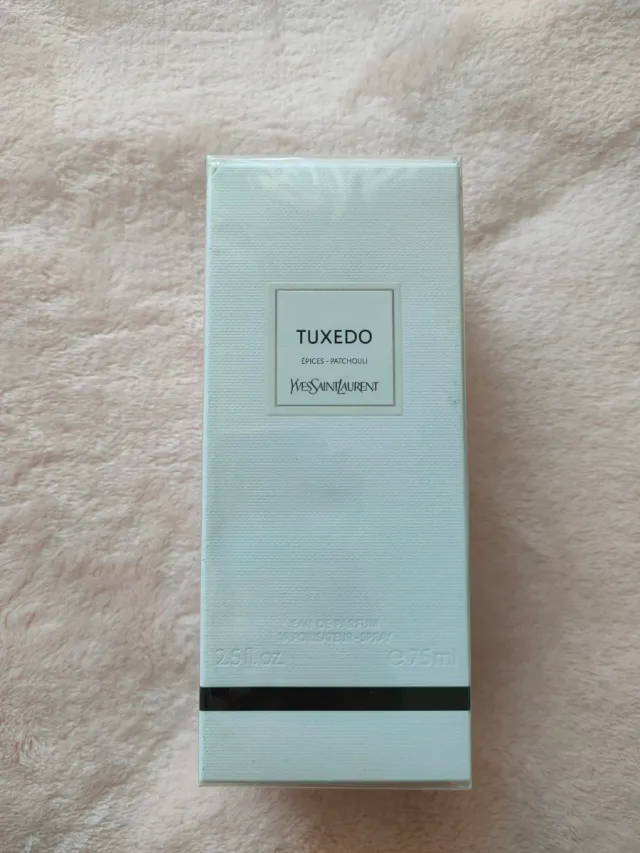 TUXEDO
ÉPICES - PATCHOULI
YVESSAINTLAURENT
EAU DE PARFUM
VAPORISATEUR - SPRAY
2.5 fl. oz. e 75 ml